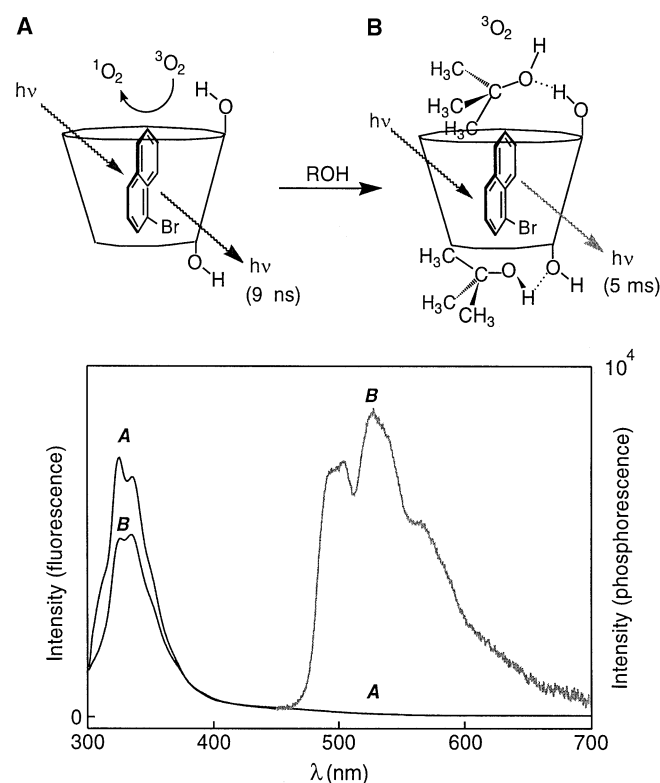 A
B
¹O₂
³O₂
³O₂
hν
H
O
Br
O
H
hν
(9 ns)
ROH
H
H₃C
C
O
H
O
H₃C
H₃C
hν
Br
hν
(5 ms)
H₃C
C
O
H
O
H
H₃C
CH₃
10⁴
Intensity (fluorescence)
Intensity (phosphorescence)
A
B
B
A
0
300
400
500
600
700
λ (nm)